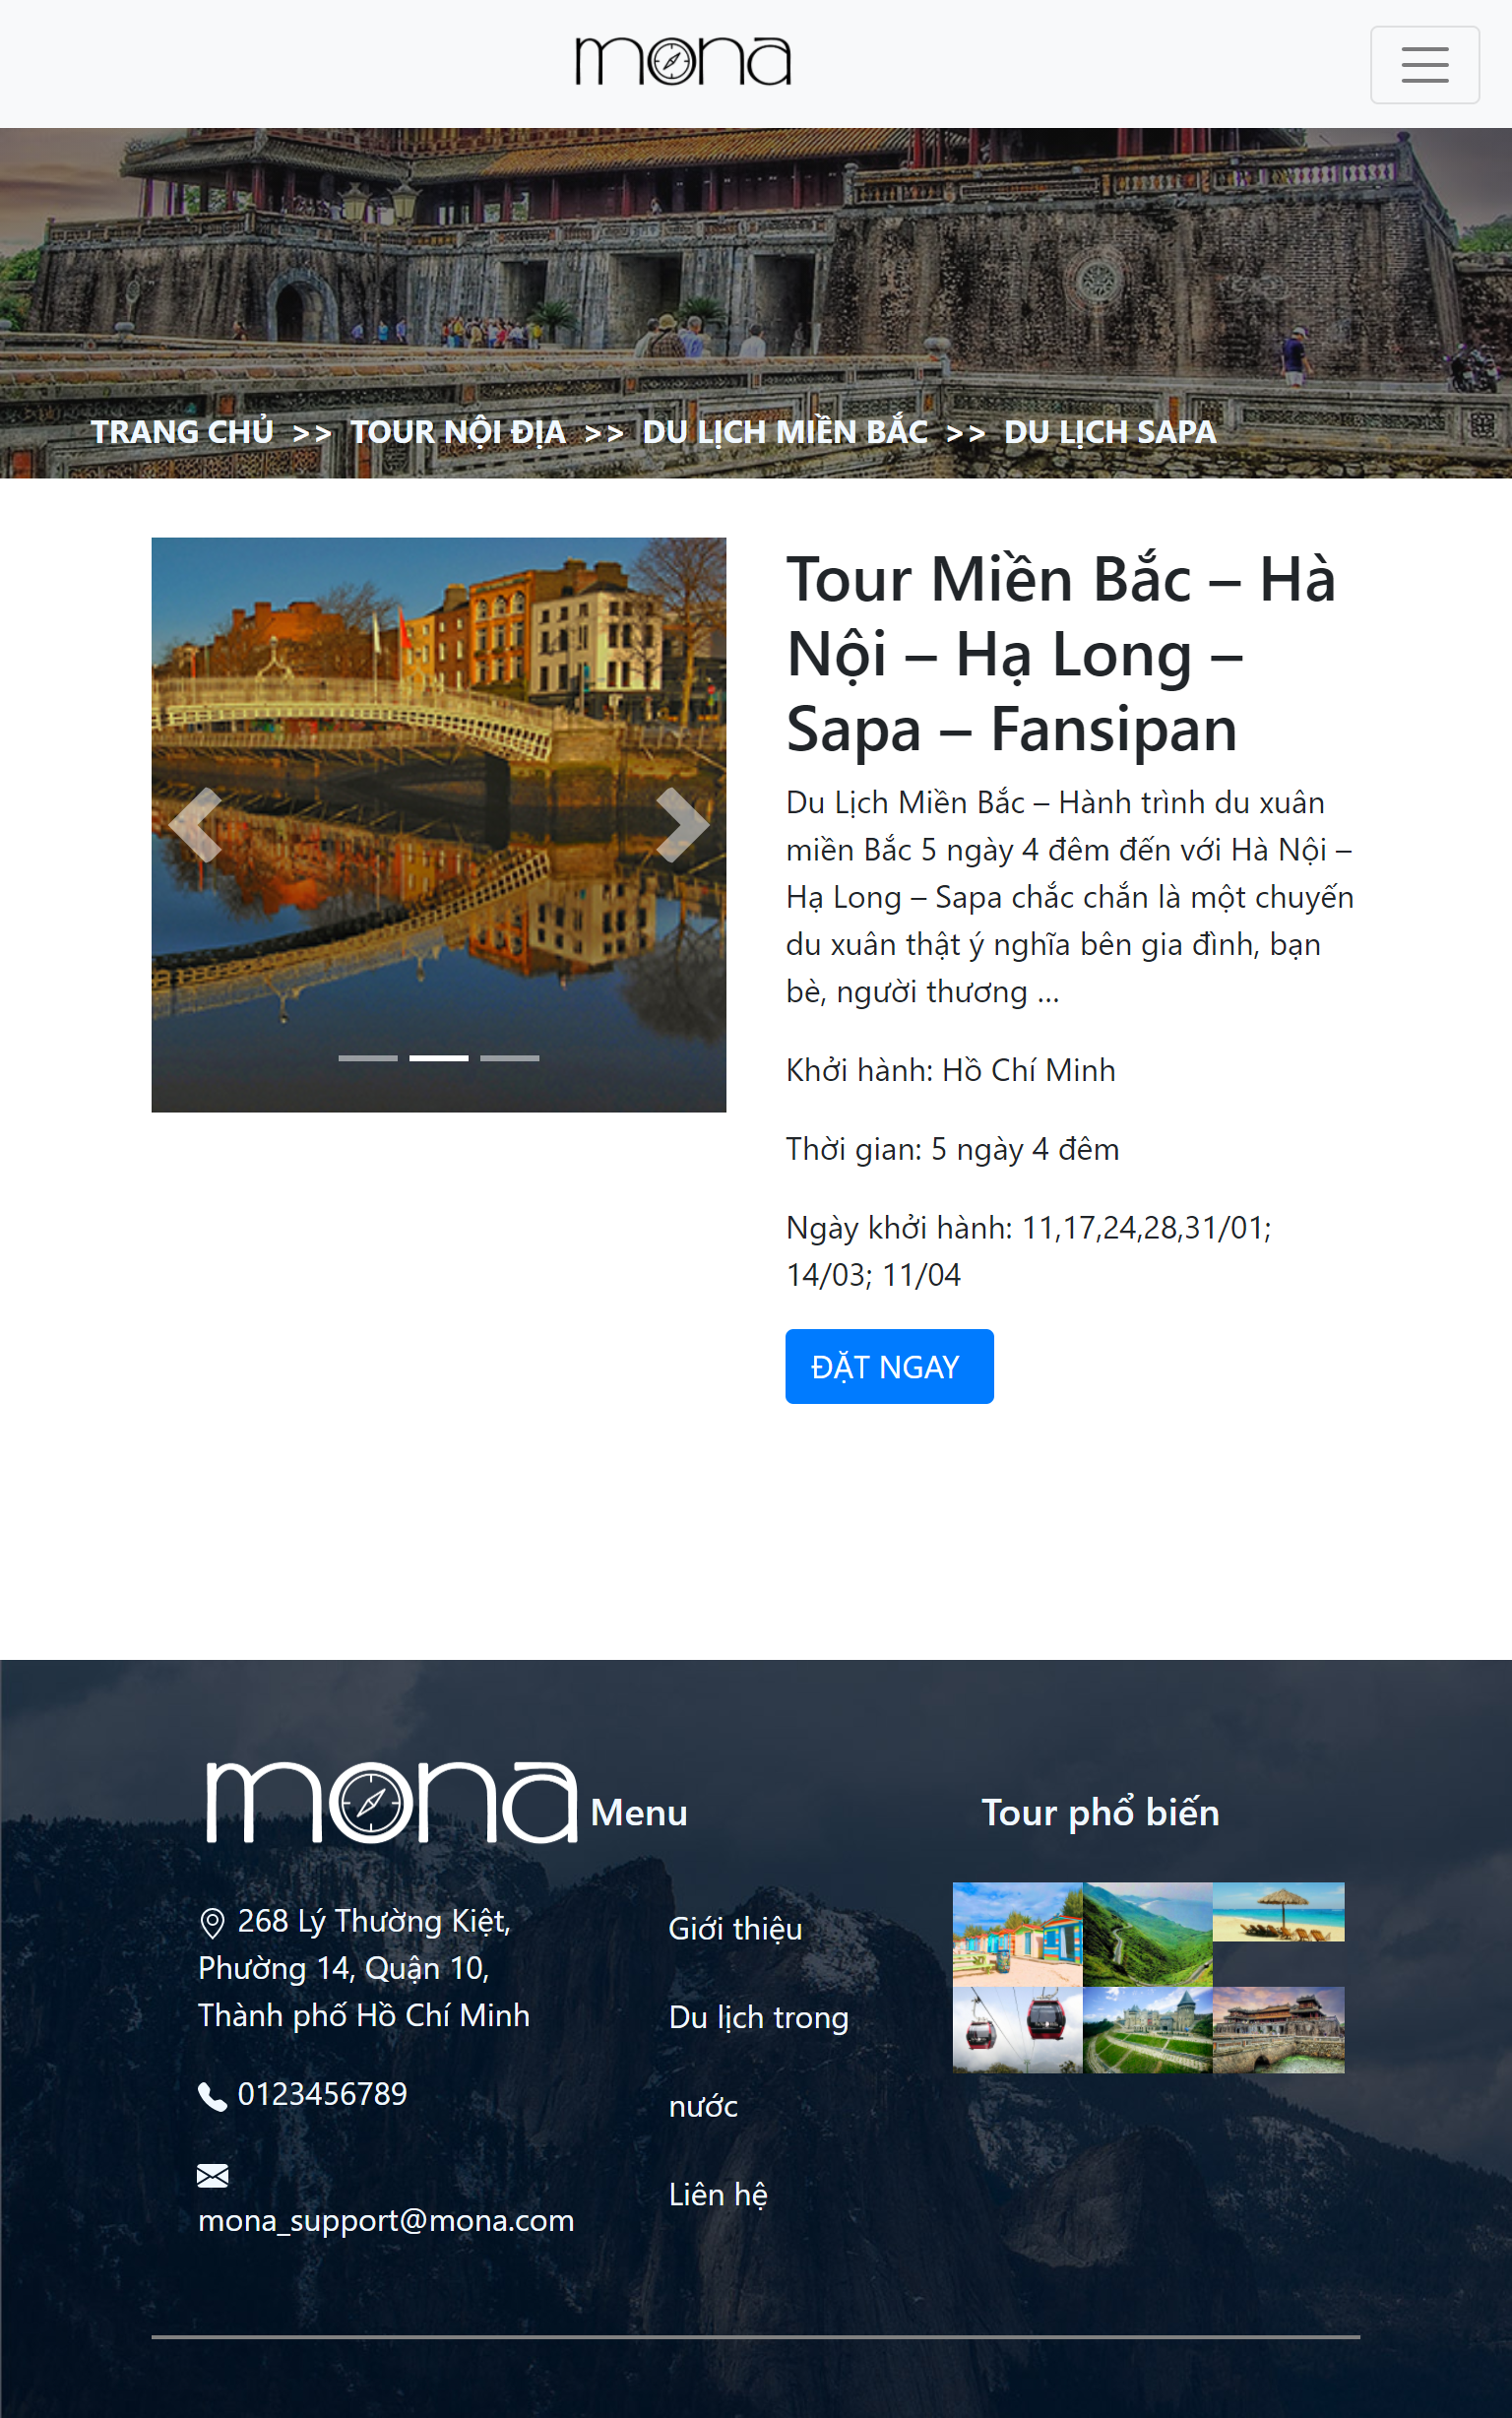 mona
TRANG CHỦ >> TOUR NỘI ĐỊA >> DU LỊCH MIỀN BẮC >> DU LỊCH SAPA
Tour Miền Bắc – Hà
Nội – Hạ Long –
Sapa – Fansipan
Du Lịch Miền Bắc – Hành trình du xuân
miền Bắc 5 ngày 4 đêm đến với Hà Nội –
Hạ Long – Sapa chắc chắn là một chuyến
du xuân thật ý nghĩa bên gia đình, bạn
bè, người thương ...
Khởi hành: Hồ Chí Minh
Thời gian: 5 ngày 4 đêm
Ngày khởi hành: 11,17,24,28,31/01;
14/03; 11/04
ĐẶT NGAY
mona
268 Lý Thường Kiệt,
Phường 14, Quận 10,
Thành phố Hồ Chí Minh
0123456789
mona_support@mona.com
Menu
Giới thiệu
Du lịch trong
nước
Liên hệ
Tour phổ biến